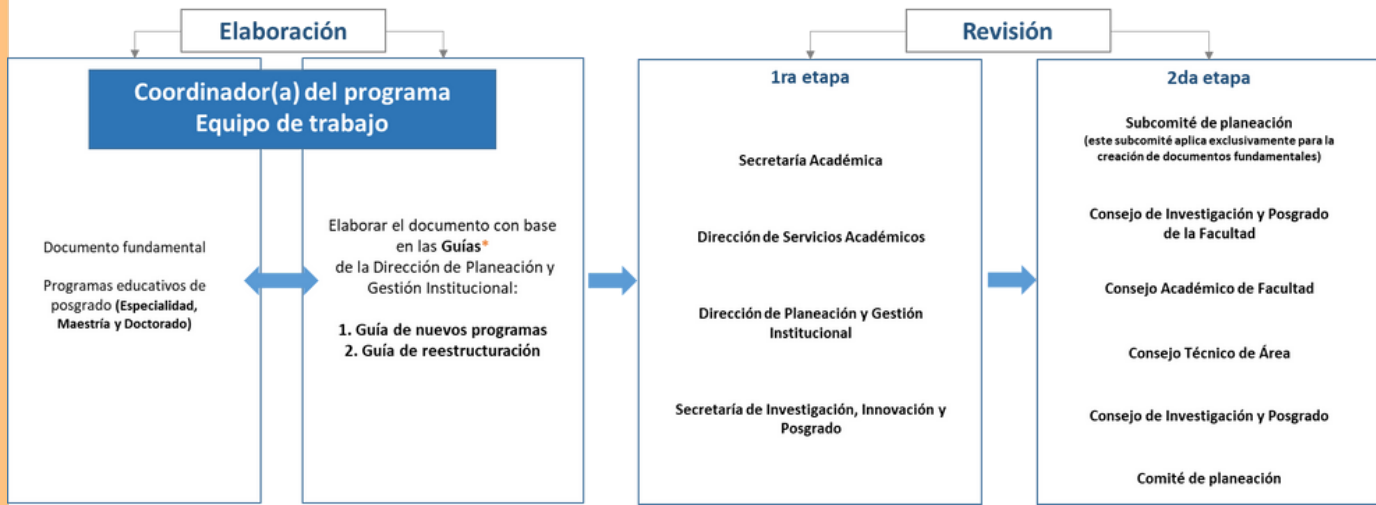 Elaboración
Coordinador(a) del programa
Equipo de trabajo
Documento fundamental
Programas educativos de
posgrado (Especialidad,
Maestría y Doctorado)
Elaborar el documento con base
en las Guías*
de la Dirección de Planeación y
Gestión Institucional:
1. Guía de nuevos programas
2. Guía de reestructuración
Revisión
1ra etapa
Secretaría Académica
Dirección de Servicios Académicos
Dirección de Planeación y Gestión
Institucional
Secretaría de Investigación, Innovación y
Posgrado
2da etapa
Subcomité de planeación
(este subcomité aplica exclusivamente para la
creación de documentos fundamentales)
Consejo de Investigación y Posgrado
de la Facultad
Consejo Académico de Facultad
Consejo Técnico de Área
Consejo de Investigación y Posgrado
Comité de planeación